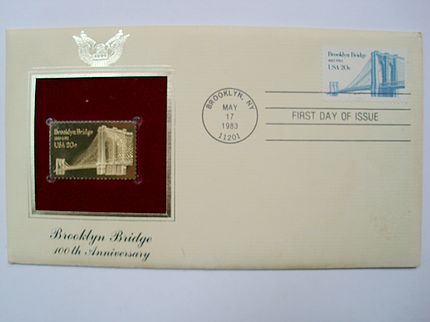 Brooklyn Bridge
USA 20c
Brooklyn Bridge
USA 20c
BROOKLYN, NY
MAY
17
1983
11201
FIRST DAY OF ISSUE
Brooklyn Bridge
100th Anniversary